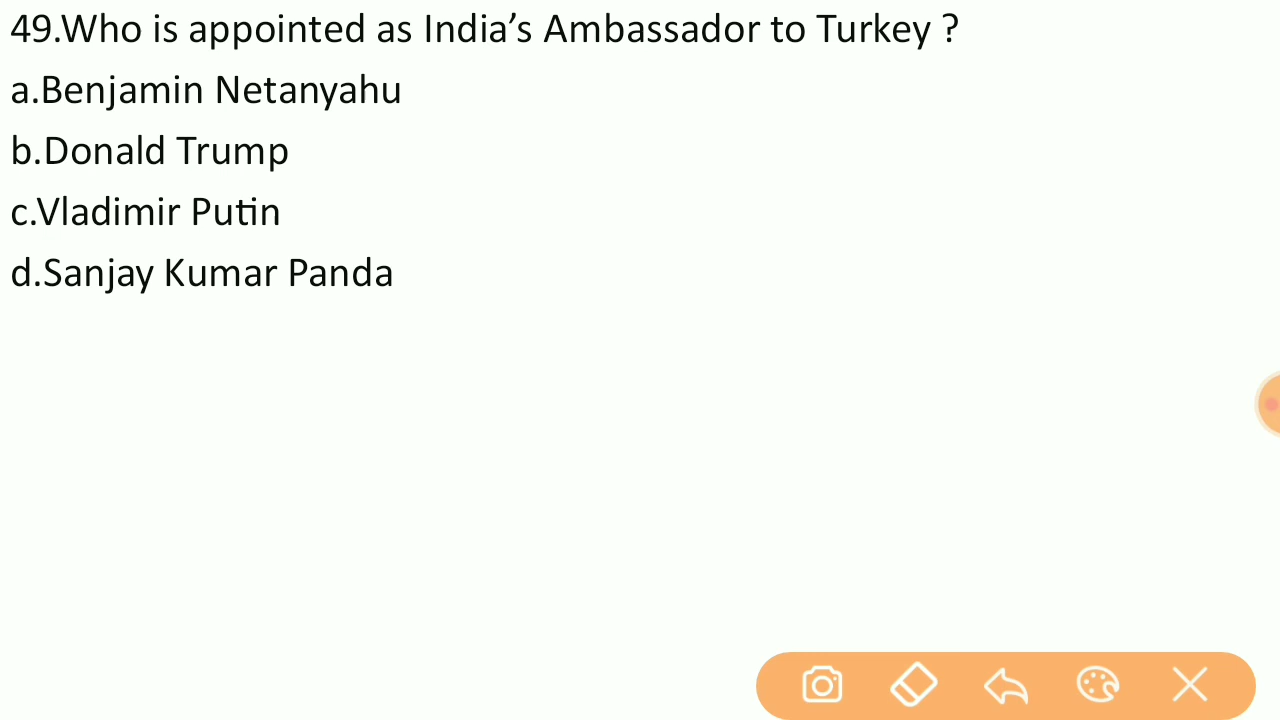 49.Who is appointed as India’s Ambassador to Turkey ?
a.Benjamin Netanyahu
b.Donald Trump
c.Vladimir Putin
d.Sanjay Kumar Panda